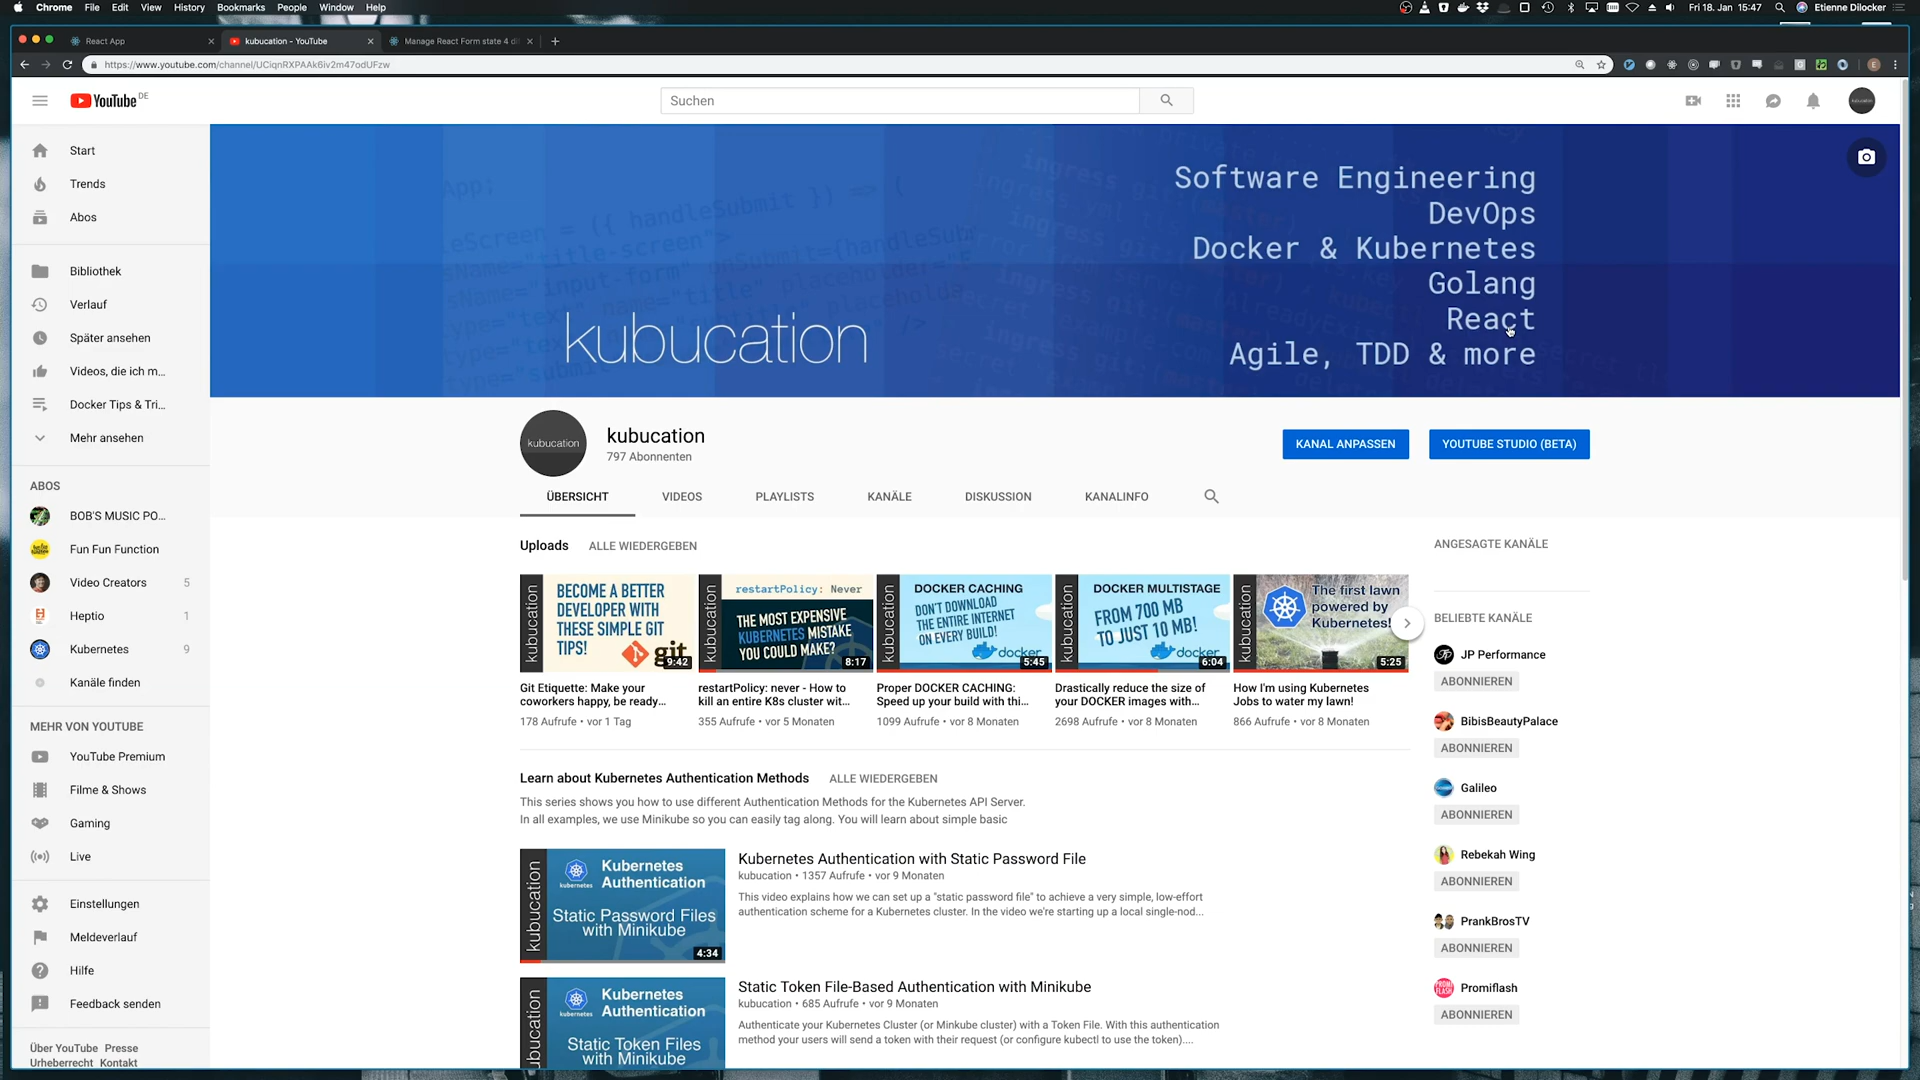 Chrome File Edit View History Bookmarks People Window Help
Fri 18. Jan 15:47 Etienne Dilocker
React App
kubucation - YouTube
Manage React Form state 4 di
https://www.youtube.com/channel/UCiqnRXPAAk6iv2m47odUFzw
YouTube DE
Suchen
Start
Trends
Abos
Bibliothek
Verlauf
Später ansehen
Videos, die ich m...
Docker Tips & Tri...
Mehr ansehen
ABOS
BOB'S MUSIC PO...
Fun Fun Function
Video Creators 5
Heptio 1
Kubernetes 9
Kanäle finden
MEHR VON YOUTUBE
YouTube Premium
Filme & Shows
Gaming
Live
Einstellungen
Meldeverlauf
Hilfe
Feedback senden
Über YouTube Presse
Urheberrecht Kontakt
kubucation
Software Engineering
DevOps
Docker & Kubernetes
Golang
React
Agile, TDD & more
kubucation
kubucation
797 Abonnenten
KANAL ANPASSEN
YOUTUBE STUDIO (BETA)
ÜBERSICHT VIDEOS PLAYLISTS KANÄLE DISKUSSION KANALINFO
Uploads ALLE WIEDERGEBEN
kubucation
BECOME A BETTER
DEVELOPER WITH
THESE SIMPLE GIT
TIPS!
git
9:42
Git Etiquette: Make your
coworkers happy, be ready...
178 Aufrufe • vor 1 Tag
kubucation
restartPolicy: Never
THE MOST EXPENSIVE
KUBERNETES MISTAKE
YOU COULD MAKE?
8:17
restartPolicy: never - How to
kill an entire K8s cluster wit...
355 Aufrufe • vor 5 Monaten
kubucation
DOCKER CACHING
DON'T DOWNLOAD
THE ENTIRE INTERNET
ON EVERY BUILD!
docker
5:45
Proper DOCKER CACHING:
Speed up your build with thi...
1099 Aufrufe • vor 8 Monaten
kubucation
DOCKER MULTISTAGE
FROM 700 MB
TO JUST 10 MB!
docker
6:04
Drastically reduce the size of
your DOCKER images with...
2698 Aufrufe • vor 8 Monaten
kubucation
The first lawn
powered by
Kubernetes!
5:25
How I'm using Kubernetes
Jobs to water my lawn!
866 Aufrufe • vor 8 Monaten
Learn about Kubernetes Authentication Methods ALLE WIEDERGEBEN
This series shows you how to use different Authentication Methods for the Kubernetes API Server.
In all examples, we use Minikube so you can easily tag along. You will learn about simple basic
kubucation
kubernetes
Kubernetes
Authentication
Static Password Files
with Minikube
4:34
Kubernetes Authentication with Static Password File
kubucation • 1357 Aufrufe • vor 9 Monaten
This video explains how we can set up a "static password file" to achieve a very simple, low-effort
authentication scheme for a Kubernetes cluster. In the video we're starting up a local single-nod...
kubernetes
Kubernetes
Authentication
Static Token Files
with Minikube
Static Token File-Based Authentication with Minikube
kubucation • 685 Aufrufe • vor 9 Monaten
Authenticate your Kubernetes Cluster (or Minkube cluster) with a Token File. With this authentication
method your users will send a token with their request (or configure kubectl to use the token)....
ANGESAGTE KANÄLE
BELIEBTE KANÄLE
JP Performance
ABONNIEREN
BibisBeautyPalace
ABONNIEREN
Galileo
ABONNIEREN
Rebekah Wing
ABONNIEREN
PrankBrosTV
ABONNIEREN
Promiflash
ABONNIEREN